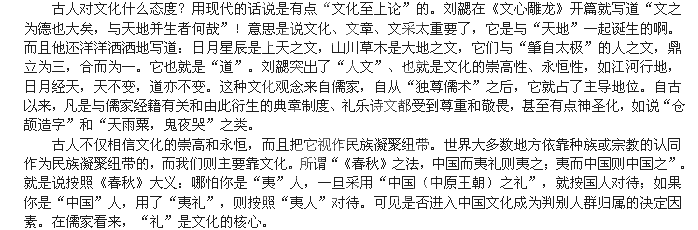 古人对文化什么态度？用现代的话说是有点“文化至上论”的。刘勰在《文心雕龙》开篇就写道“文之
为德也大矣，与天地并生者何哉”！意思是说文化、文章、文采太重要了，它是与“天地”一起诞生的啊。
而且他还洋洋洒洒地写道：日月星辰是上天之文，山川草木是大地之文，它们与“肇自太极”的人之文，鼎
立为三，合而为一。它也就是“道”。刘勰突出了“人文”、也就是文化的崇高性、永恒性，如江河行地，
日月经天，天不变，道亦不变。这种文化观念来自儒家，自从“独尊儒术”之后，它就占了主导地位。自古
以来，凡是与儒家经籍有关和由此衍生的典章制度、礼乐诗文都受到尊重和敬畏，甚至有点神圣化，如说“仓
颉造字”和“天雨粟，鬼夜哭”之类。
古人不仅相信文化的崇高和永恒，而且把它视作民族凝聚纽带。世界大多数地方依靠种族或宗教的认同
作为民族凝聚纽带的，而我们则主要靠文化。所谓“《春秋》之法，中国而夷礼则夷之；夷而中国则中国之”。
就是说按照《春秋》大义：哪怕你是“夷”人，一旦采用“中国（中原王朝）之礼”，就按国人对待；如果
你是“中国”人，用了“夷礼”，则按照“夷人”对待。可见是否进入中国文化成为判别人群归属的决定因
素。在儒家看来，“礼”是文化的核心。